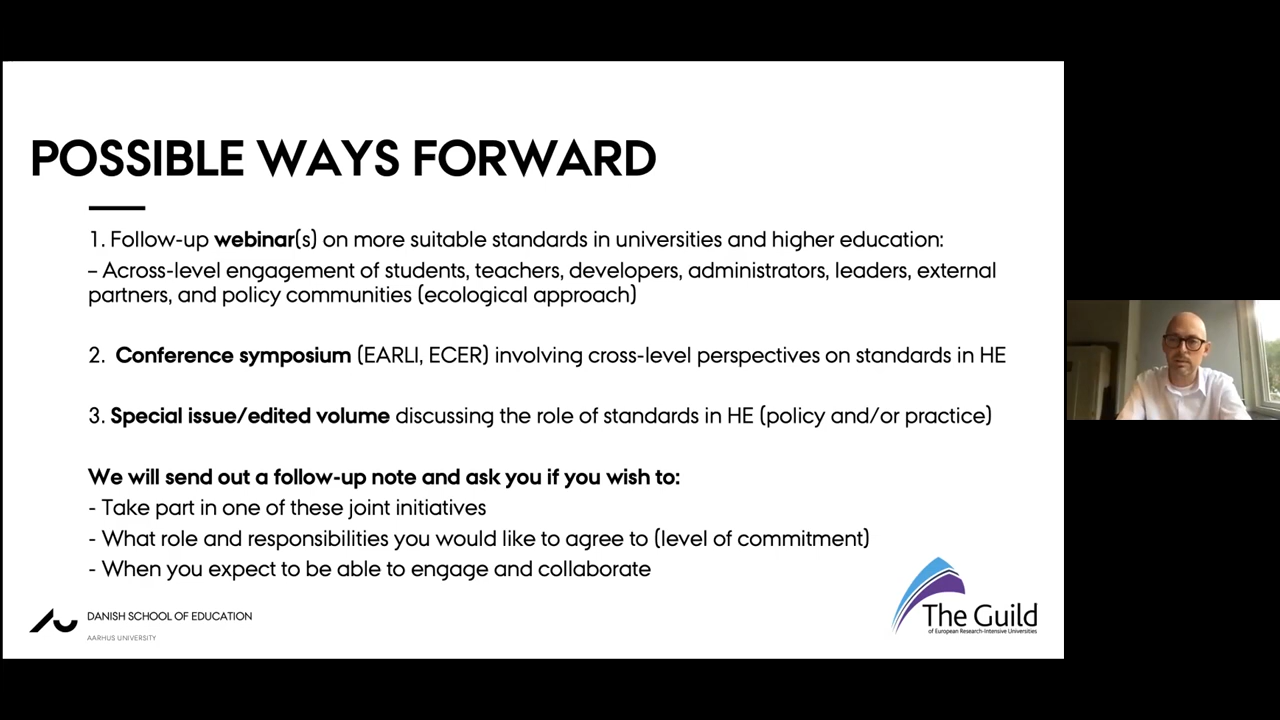 POSSIBLE WAYS FORWARD
1. Follow-up webinar(s) on more suitable standards in universities and higher education:
– Across-level engagement of students, teachers, developers, administrators, leaders, external
partners, and policy communities (ecological approach)
2. Conference symposium (EARLI, ECER) involving cross-level perspectives on standards in HE
3. Special issue/edited volume discussing the role of standards in HE (policy and/or practice)
We will send out a follow-up note and ask you if you wish to:
- Take part in one of these joint initiatives
- What role and responsibilities you would like to agree to (level of commitment)
- When you expect to be able to engage and collaborate
DANISH SCHOOL OF EDUCATION
AARHUS UNIVERSITY
The Guild
of European Research-Intensive Universities